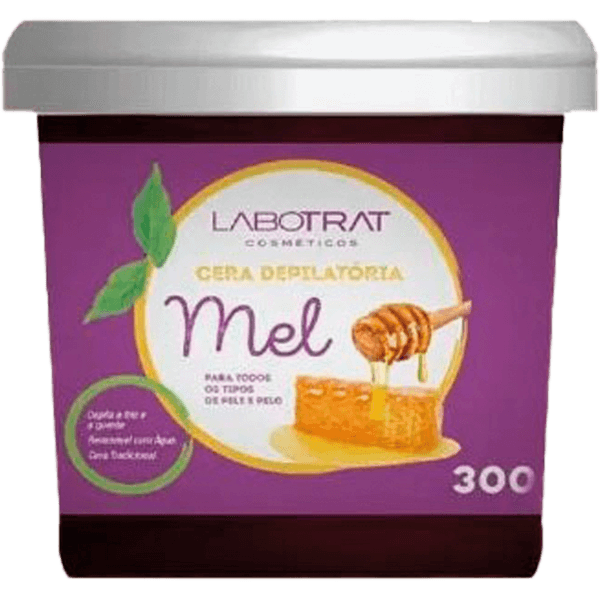 LABOTRAT
COSMÉTICOS
CERA DEPILATÓRIA
Mel
PARA TODOS
OS TIPOS
DE PELE E PELO
Depila a frio e
a quente
Removível com Água
Cera Tradicional
300